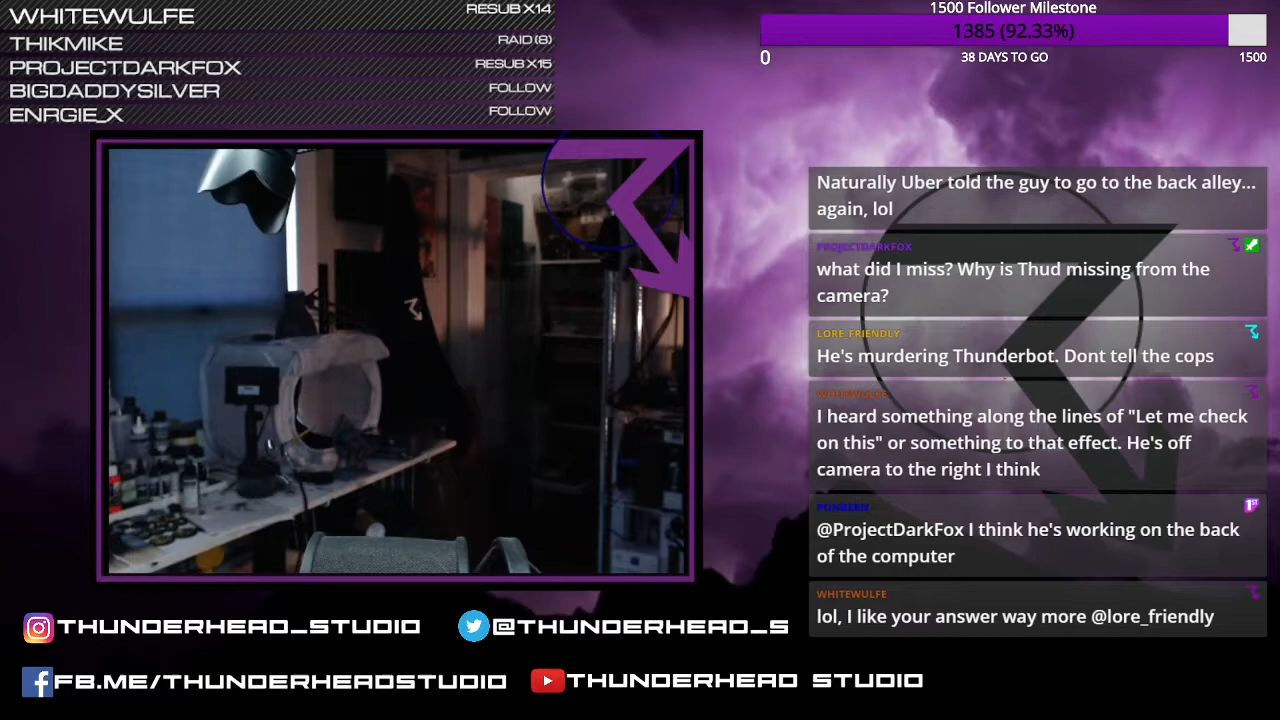 WHITEWULFE RESUB X14
THIKMIKE RAID (8)
PROJECTDARKFOX RESUB X15
BIGDADDYSILVER FOLLOW
ENRGIE_X FOLLOW
1500 Follower Milestone
1385 (92.33%)
0 38 DAYS TO GO 1500
Naturally Uber told the guy to go to the back alley...
again, lol
PROJECTDARKFOX
what did I miss? Why is Thud missing from the
camera?
LORE_FRIENDLY
He's murdering Thunderbot. Dont tell the cops
WHITEWULFE
I heard something along the lines of "Let me check
on this" or something to that effect. He's off
camera to the right I think
@ProjectDarkFox I think he's working on the back
of the computer
WHITEWULFE
lol, I like your answer way more @lore_friendly
THUNDERHEAD_STUDIO @THUNDERHEAD_S
FB.ME/THUNDERHEADSTUDIO THUNDERHEAD STUDIO